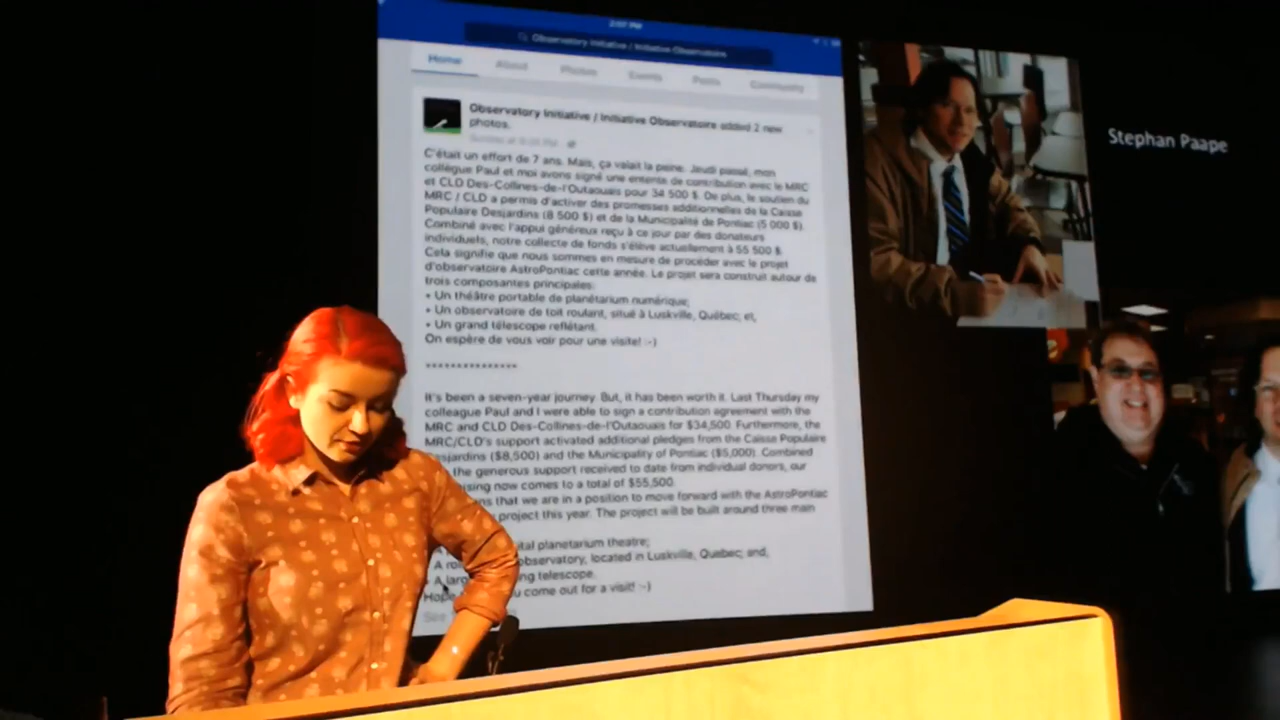 2:07 PM
Observatory Initiative / Initiative Observatoire
Home About Photos Events Posts Community
Observatory Initiative / Initiative Observatoire added 2 new
photos.
C'était un effort de 7 ans. Mais, ça valait la peine. Jeudi passé, mon
collègue Paul et moi avons signé une entente de contribution avec le MRC
et CLD Des-Collines-de-l'Outaouais pour 34 500 $. De plus, le soutien du
MRC / CLD a permis d'activer des promesses additionnelles de la Caisse
Populaire Desjardins (8 500 $) et de la Municipalité de Pontiac (5 000 $).
Combiné avec l'appui généreux reçu à ce jour par des donateurs
individuels, notre collecte de fonds s'élève actuellement à 55 500 $.
Cela signifie que nous sommes en mesure de procéder avec le projet
d'observatoire AstroPontiac cette année. Le projet sera construit autour de
trois composantes principales:
• Un théâtre portable de planétarium numérique;
• Un observatoire de toit roulant, situé à Luskville, Québec; et,
• Un grand télescope reflétant.
On espère de vous voir pour une visite! :-)
***************
It's been a seven-year journey. But, it has been worth it. Last Thursday my
colleague Paul and I were able to sign a contribution agreement with the
MRC and CLD Des-Collines-de-l'Outaouais for $34,500. Furthermore, the
MRC/CLD's support activated additional pledges from the Caisse Populaire
sjardins ($8,500) and the Municipality of Pontiac ($5,000). Combined
the generous support received to date from individual donors, our
ising now comes to a total of $55,500.
ns that we are in a position to move forward with the AstroPontiac
project this year. The project will be built around three main
ital planetarium theatre;
• A ro observatory, located in Luskville, Quebec; and,
• A larg ng telescope.
Hope u come out for a visit! :-)
See
Stephan Paape